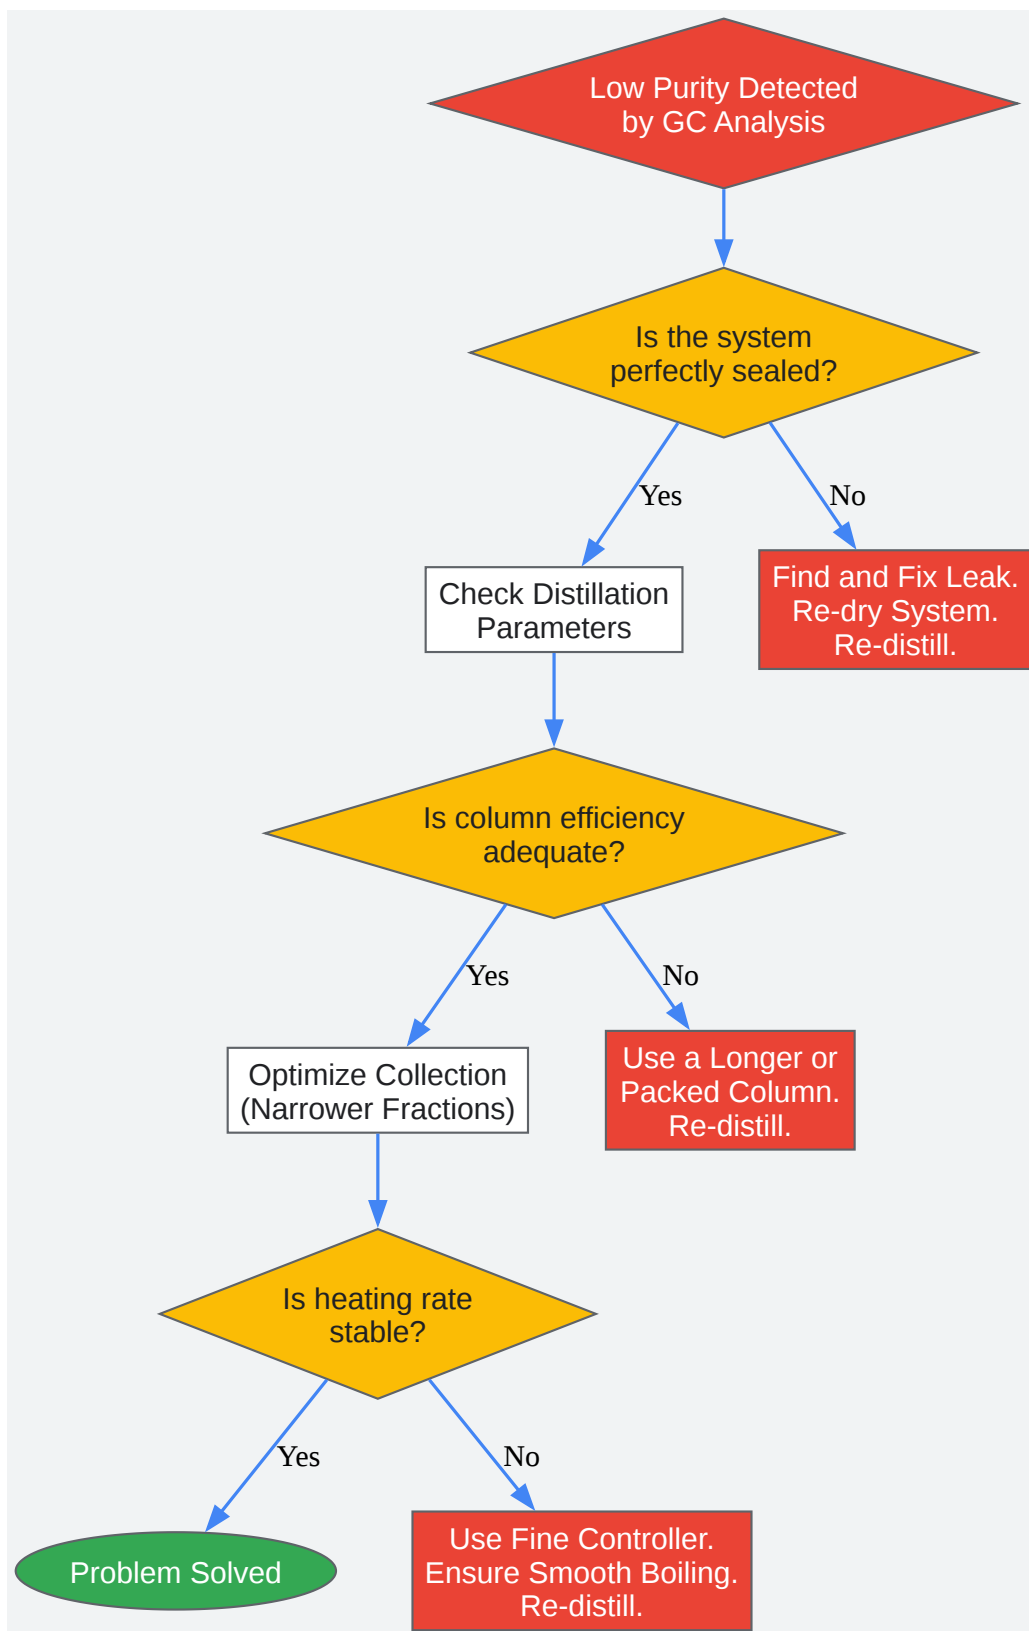 Low Purity Detected
by GC Analysis
Is the system
perfectly sealed?
Yes
No
Check Distillation
Parameters
Find and Fix Leak.
Re-dry System.
Re-distill.
Is column efficiency
adequate?
Yes
No
Optimize Collection
(Narrower Fractions)
Use a Longer or
Packed Column.
Re-distill.
Is heating rate
stable?
Yes
No
Problem Solved
Use Fine Controller.
Ensure Smooth Boiling.
Re-distill.